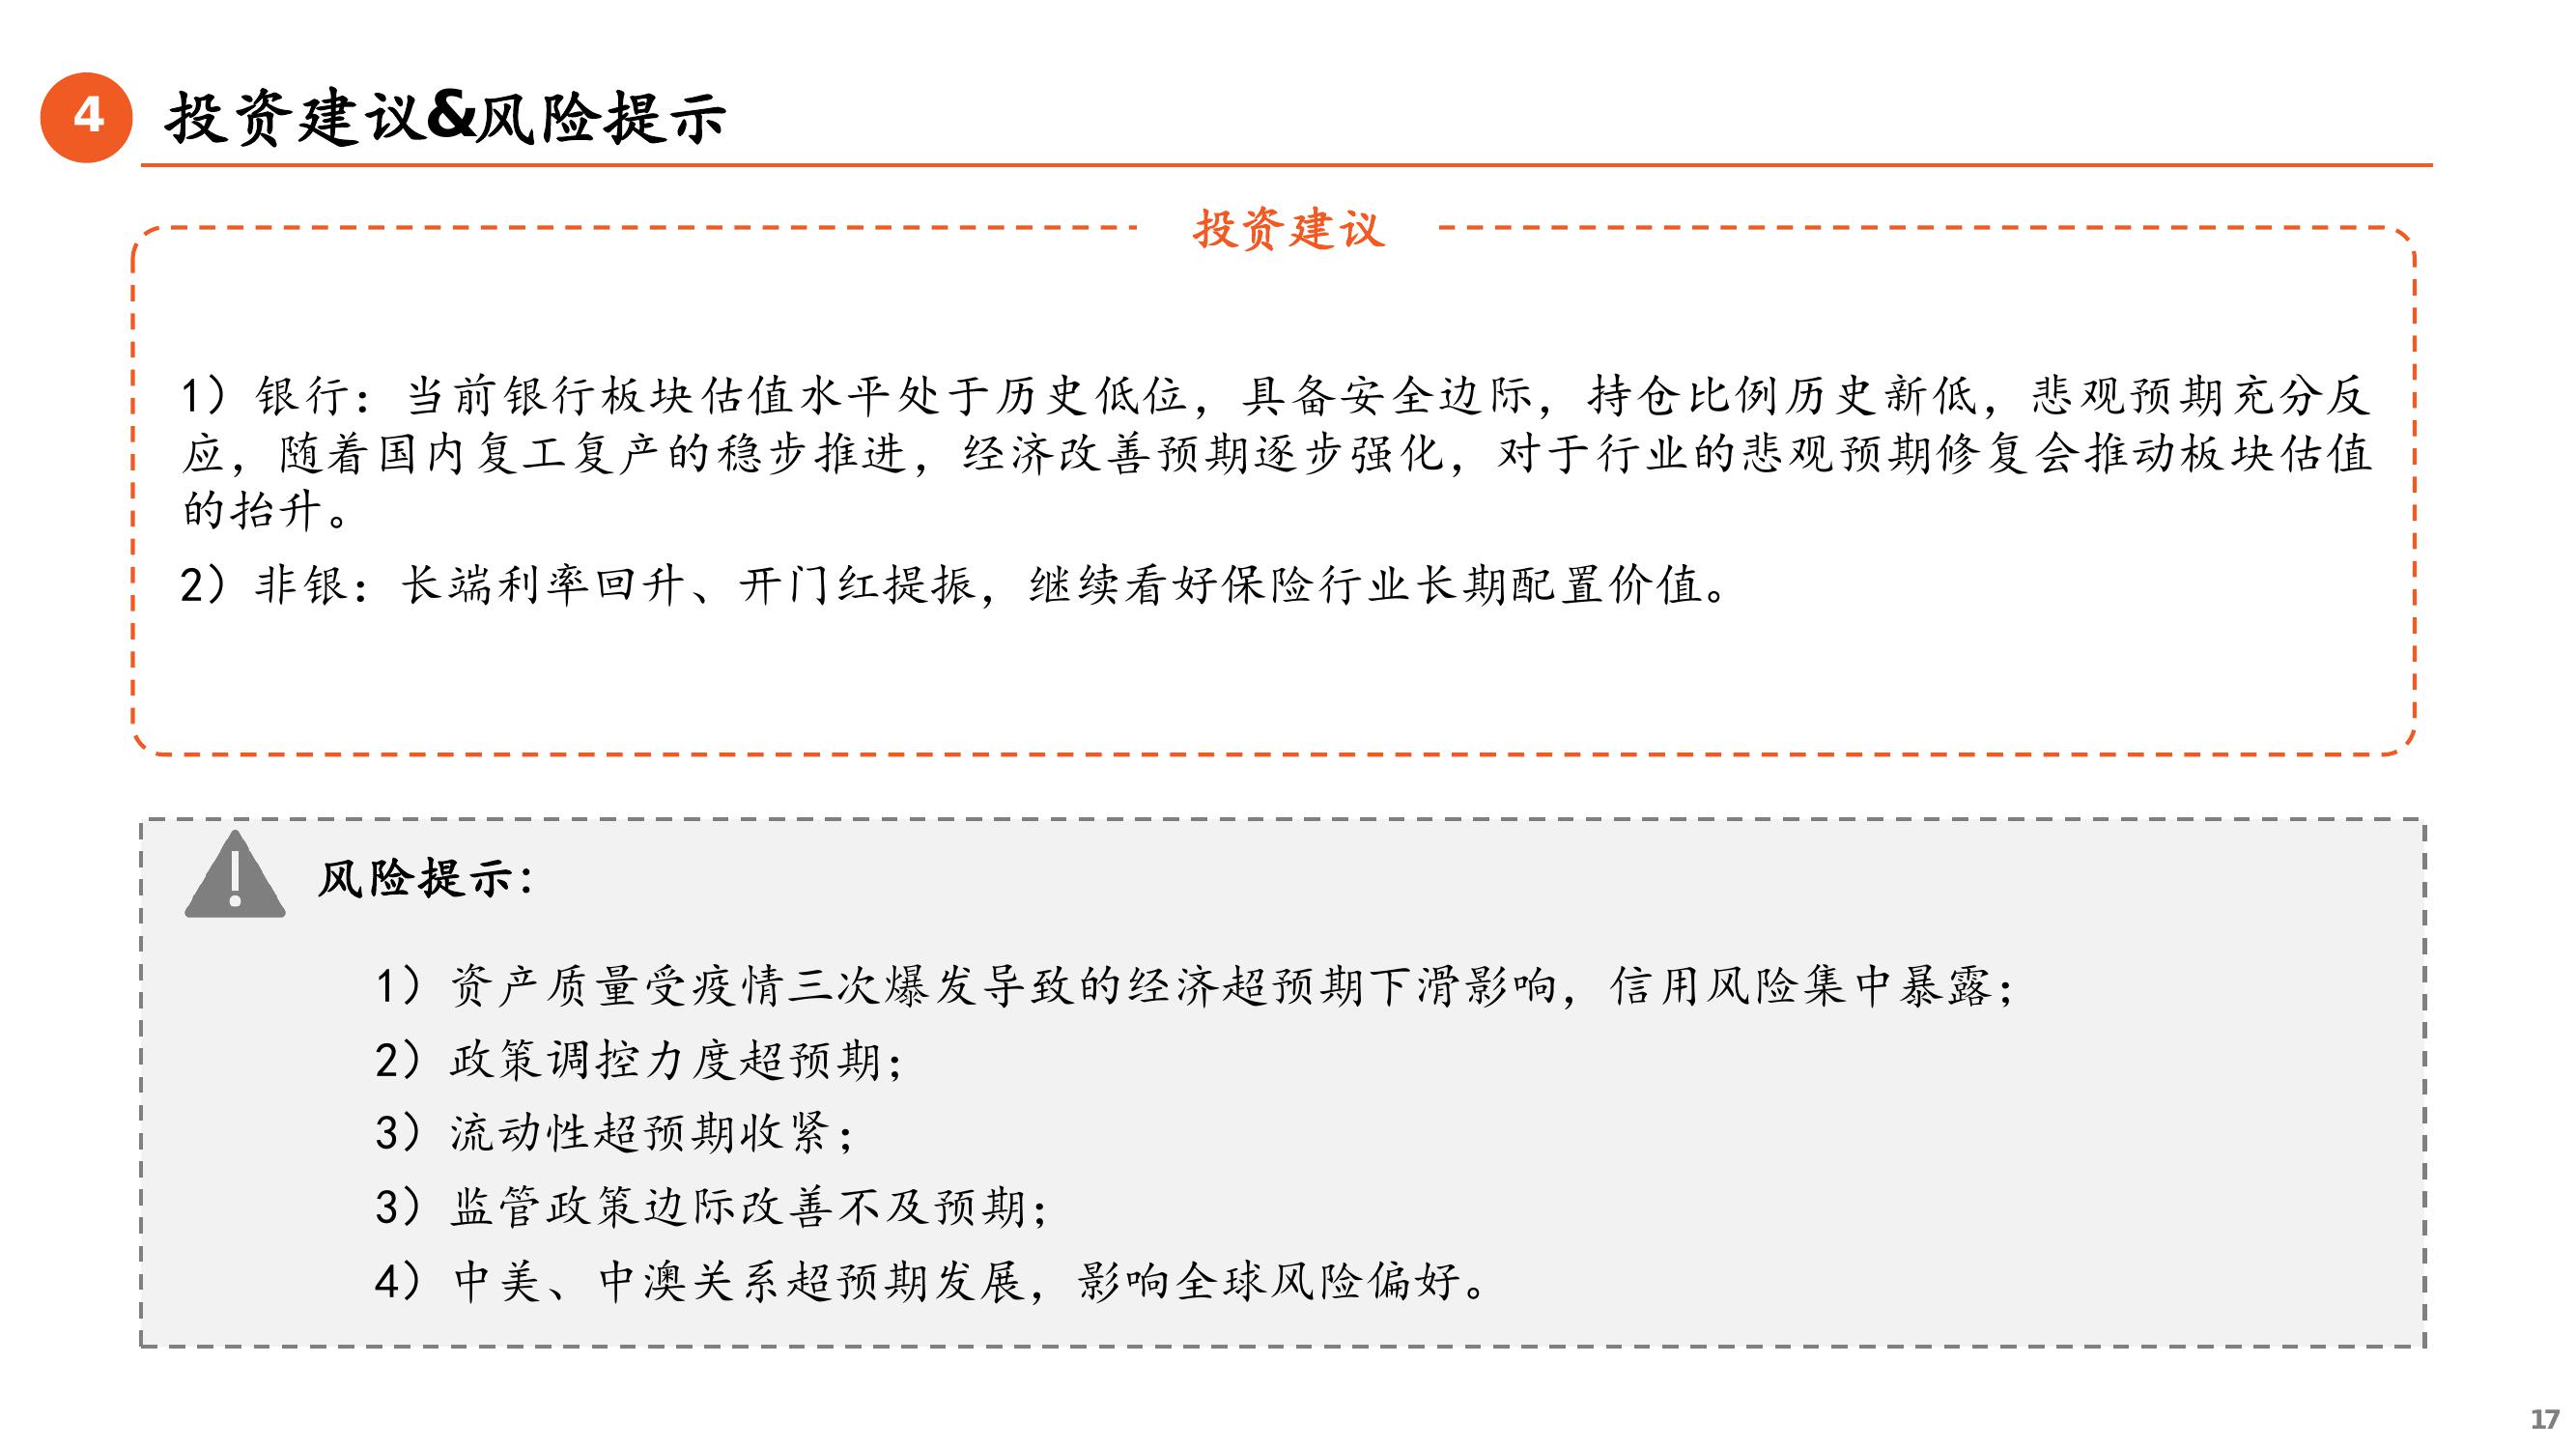 4 投资建议&风险提示
投资建议
1）银行：当前银行板块估值水平处于历史低位，具备安全边际，持仓比例历史新低，悲观预期充分反
应，随着国内复工复产的稳步推进，经济改善预期逐步强化，对于行业的悲观预期修复会推动板块估值
的抬升。
2）非银：长端利率回升、开门红提振，继续看好保险行业长期配置价值。
风险提示：
1）资产质量受疫情三次爆发导致的经济超预期下滑影响，信用风险集中暴露；
2）政策调控力度超预期；
3）流动性超预期收紧；
3）监管政策边际改善不及预期；
4）中美、中澳关系超预期发展，影响全球风险偏好。
17